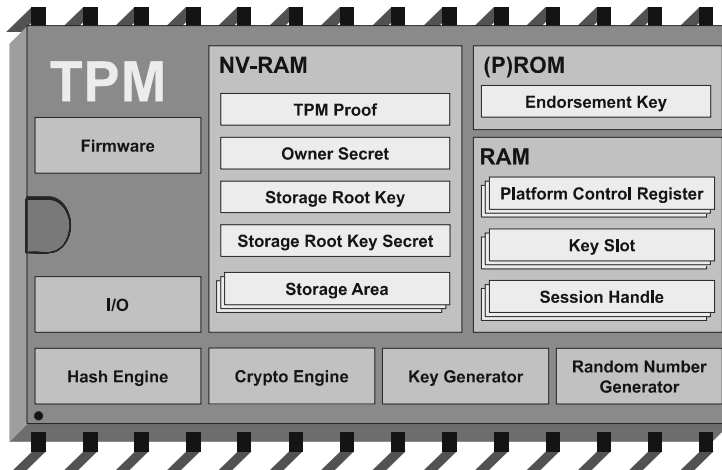 TPM
Firmware
I/O
NV-RAM
TPM Proof
Owner Secret
Storage Root Key
Storage Root Key Secret
Storage Area
(P)ROM
Endorsement Key
RAM
Platform Control Register
Key Slot
Session Handle
Hash Engine
Crypto Engine
Key Generator
Random Number
Generator